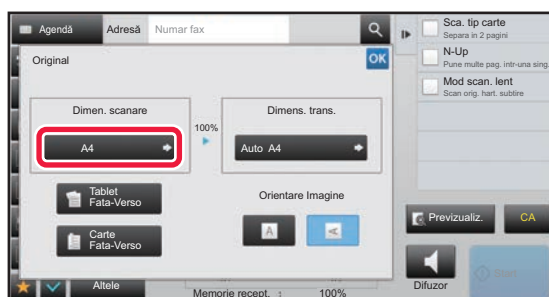 Agendă Adresă Numar fax
Sca. tip carte
Separa in 2 pagini
N-Up
Pune multe pag. intr-una sing.
Mod scan. lent
Scan orig. hart. subtire
Original OK
Dimen. scanare
100%
Dimens. trans.
A4
Auto A4
Tablet
Fata-Verso
Orientare Imagine
Carte
Fata-Verso
A A
Previzualiz. CA
Altele
Memorie recept. : 100%
Difuzor
Start